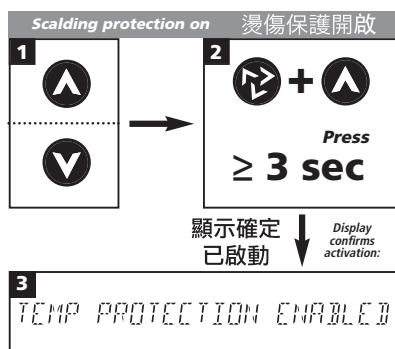 Scalding protection on 燙傷保護開啟
1
2
+
Press
≥ 3 sec
顯示確定
已啟動
Display
confirms
activation:
3
TEMP PROTECTION ENABLED